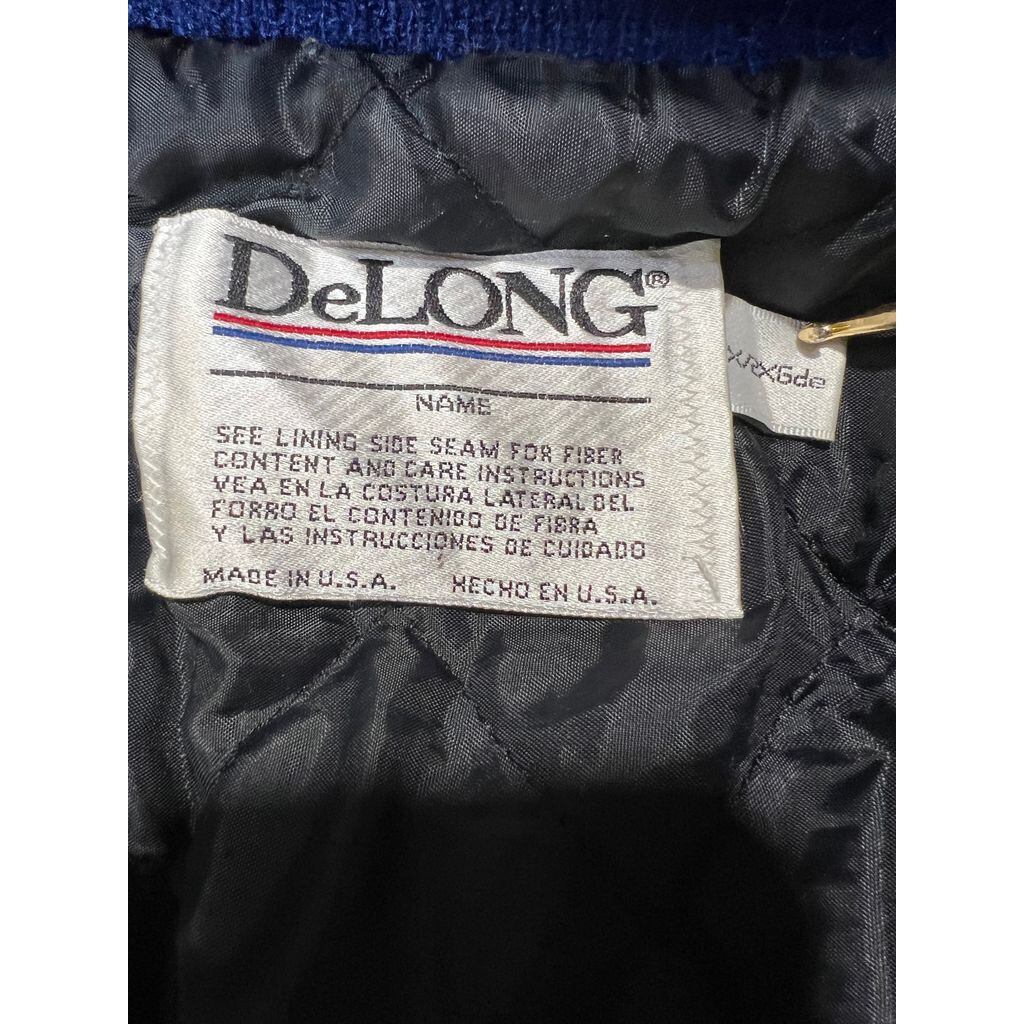 DeLONG®
NAME
SEE LINING SIDE SEAM FOR FIBER
CONTENT AND CARE INSTRUCTIONS
VEA EN LA COSTURA LATERAL DEL
FORRO EL CONTENIDO DE FIBRA
Y LAS INSTRUCCIONES DE CUIDADO
MADE IN U.S.A. HECHO EN U.S.A.